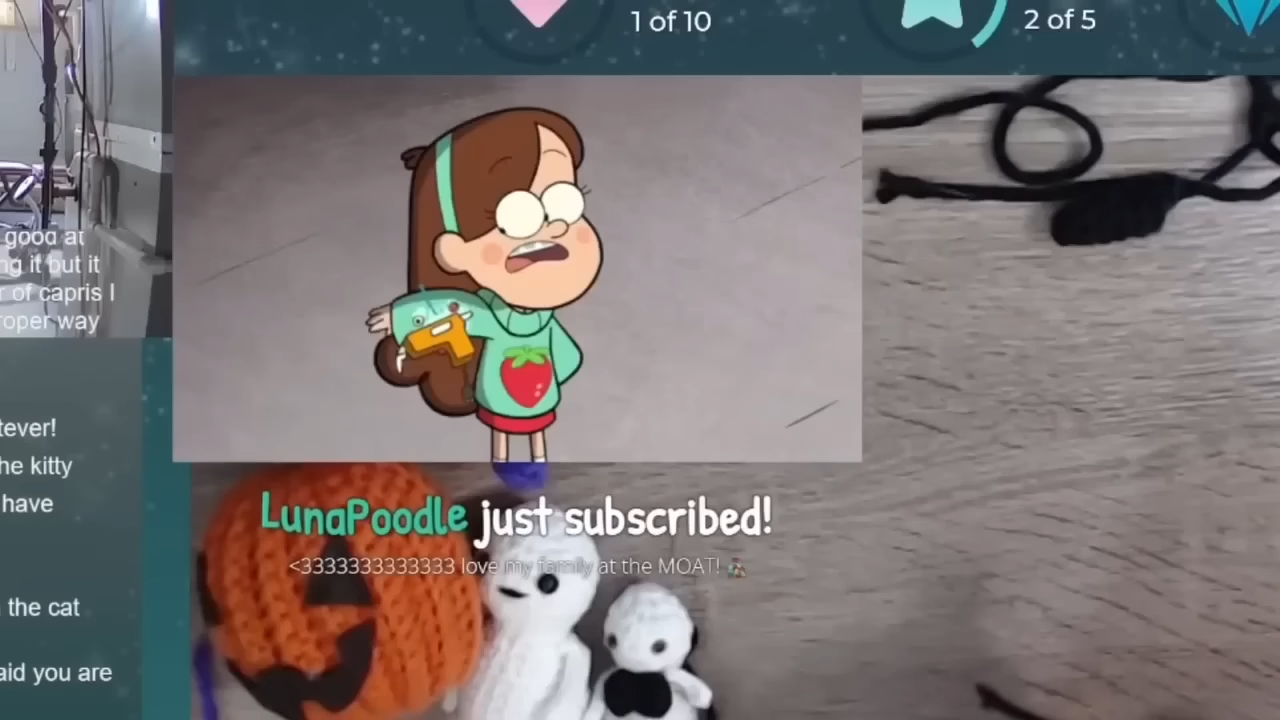 1 of 10
2 of 5
good at
ng it but it
r of capris I
roper way
tever!
he kitty
have
LunaPoodle just subscribed!
<3333333333333 love my family at the MOAT!
the cat
aid you are